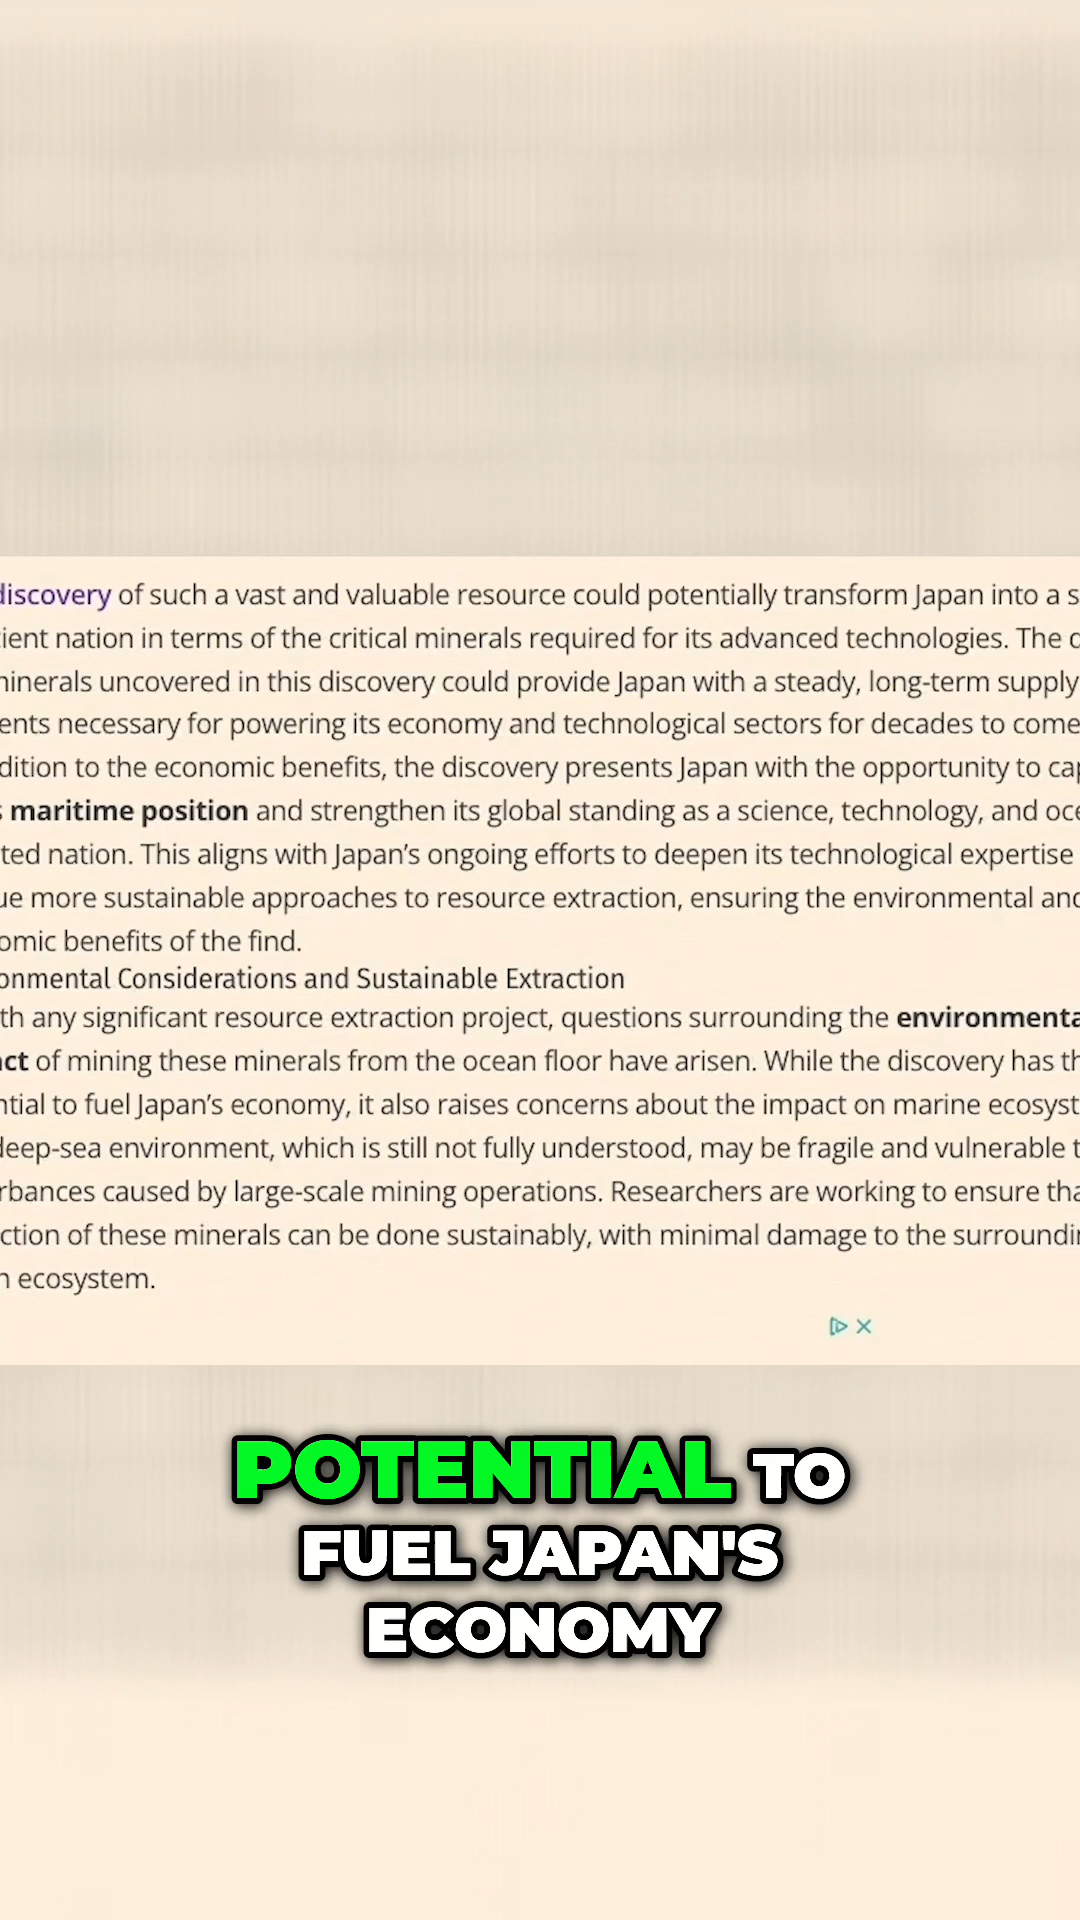 discovery of such a vast and valuable resource could potentially transform Japan into a s
ient nation in terms of the critical minerals required for its advanced technologies. The
minerals uncovered in this discovery could provide Japan with a steady, long-term supply
ents necessary for powering its economy and technological sectors for decades to come
dition to the economic benefits, the discovery presents Japan with the opportunity to cap
s maritime position and strengthen its global standing as a science, technology, and oce
ted nation. This aligns with Japan's ongoing efforts to deepen its technological expertise
ue more sustainable approaches to resource extraction, ensuring the environmental and
omic benefits of the find.
onmental Considerations and Sustainable Extraction
th any significant resource extraction project, questions surrounding the environmenta
ct of mining these minerals from the ocean floor have arisen. While the discovery has th
ntial to fuel Japan's economy, it also raises concerns about the impact on marine ecosyst
deep-sea environment, which is still not fully understood, may be fragile and vulnerable t
rbances caused by large-scale mining operations. Researchers are working to ensure tha
ction of these minerals can be done sustainably, with minimal damage to the surroundin
n ecosystem.
POTENTIAL TO
FUEL JAPAN'S
ECONOMY